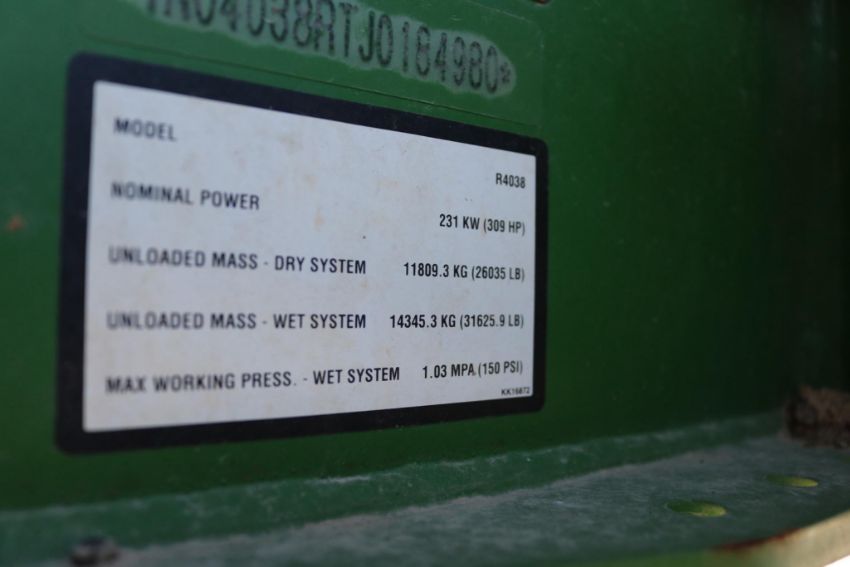 1N04038RTJ0184980*
MODEL R4038
NOMINAL POWER 231 KW (309 HP)
UNLOADED MASS - DRY SYSTEM 11809.3 KG (26035 LB)
UNLOADED MASS - WET SYSTEM 14345.3 KG (31625.9 LB)
MAX WORKING PRESS. - WET SYSTEM 1.03 MPA (150 PSI)
KK16872